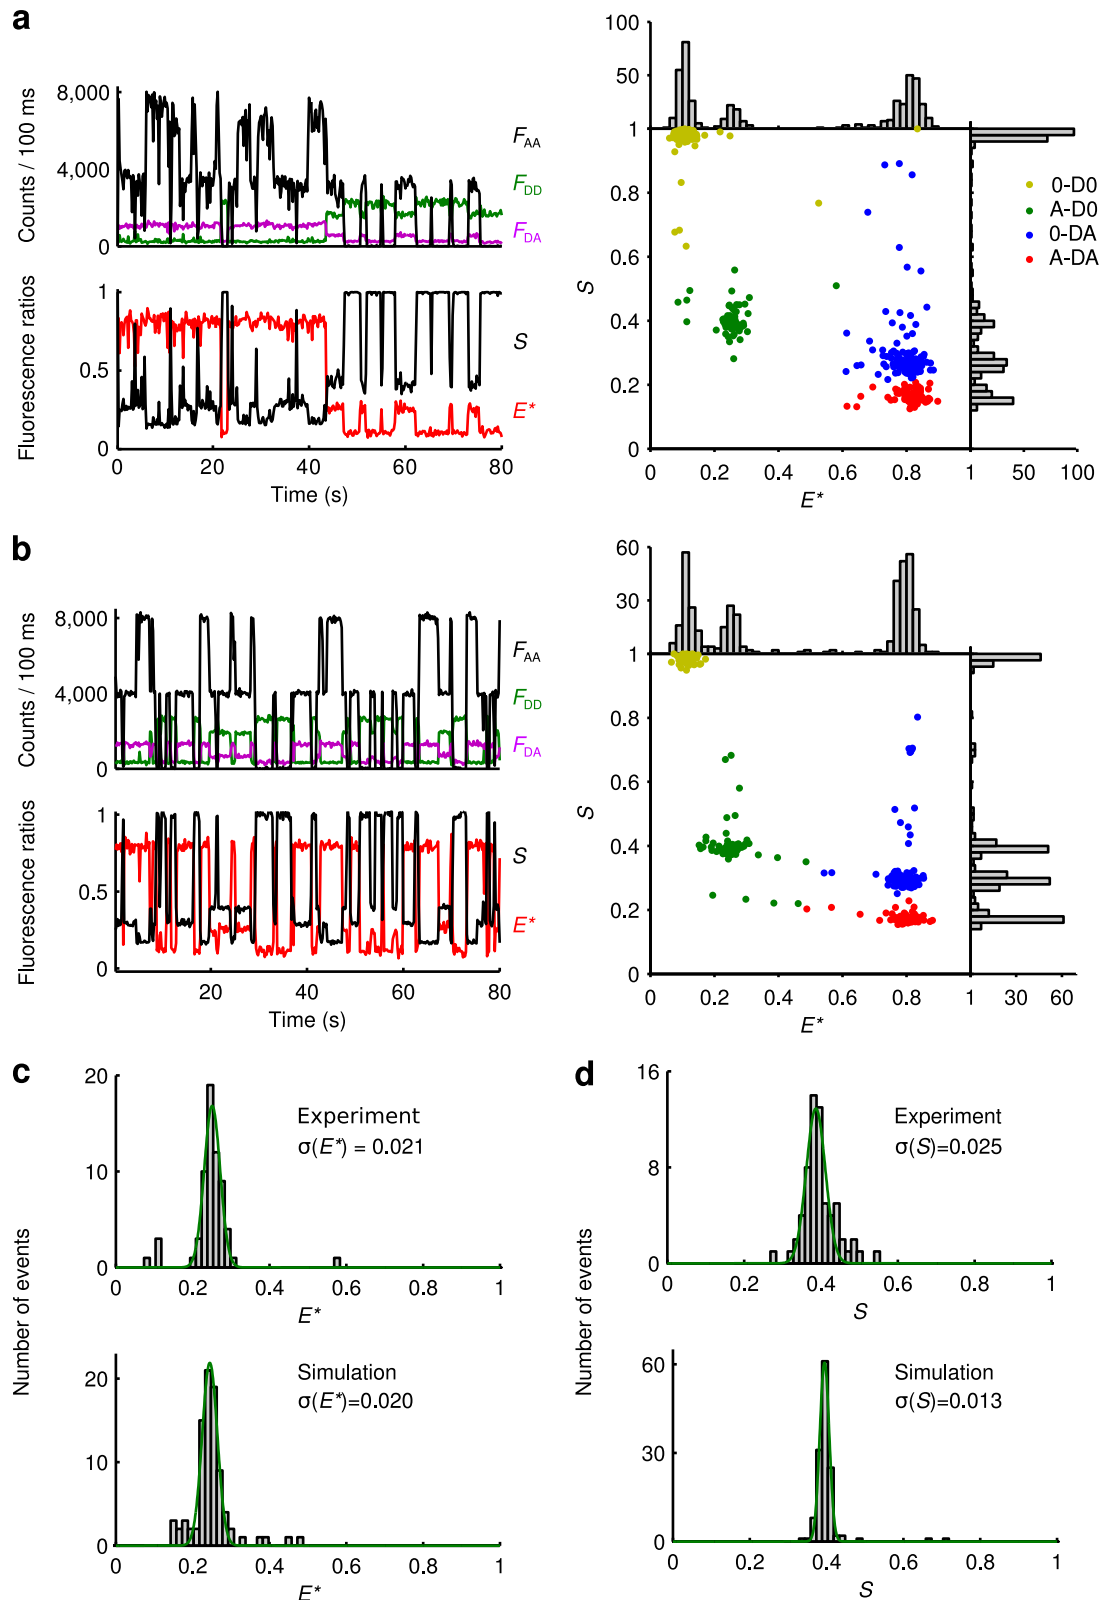 a
Counts / 100 ms
8,000
4,000
0
F_AA
F_DD
F_DA
Fluorescence ratios
1
0.5
0
S
E*
0 20 40 60 80
Time (s)
100
50
1
0.8
0.6
0.4
0.2
0
S
0 0.2 0.4 0.6 0.8 1 50 100
E*
0-D0
A-D0
0-DA
A-DA
b
Counts / 100 ms
8,000
4,000
0
F_AA
F_DD
F_DA
Fluorescence ratios
1
0.5
0
S
E*
20 40 60 80
Time (s)
60
30
1
0.8
0.6
0.4
0.2
0
S
0 0.2 0.4 0.6 0.8 1 30 60
E*
c
Number of events
20
10
0
Experiment
σ(E*) = 0.021
0 0.2 0.4 0.6 0.8 1
E*
20
10
0
Simulation
σ(E*)=0.020
0 0.2 0.4 0.6 0.8 1
E*
d
Number of events
16
8
0
Experiment
σ(S)=0.025
0 0.2 0.4 0.6 0.8 1
S
60
30
0
Simulation
σ(S)=0.013
0 0.2 0.4 0.6 0.8 1
S